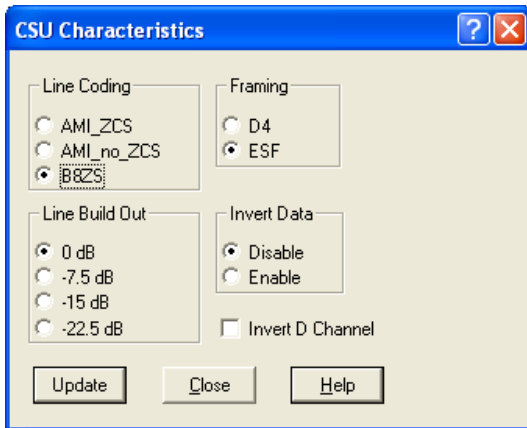 CSU Characteristics
Line Coding
AMI_ZCS
AMI_no_ZCS
B8ZS
Framing
D4
ESF
Line Build Out
0 dB
-7.5 dB
-15 dB
-22.5 dB
Invert Data
Disable
Enable
Invert D Channel
Update
Close
Help